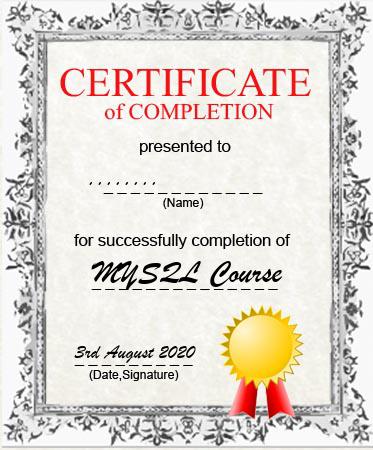 CERTIFICATE
of COMPLETION
presented to
, , , , , , , ,
(Name)
for successfully completion of
MYSQL Course
3rd August 2020
(Date,Signature)